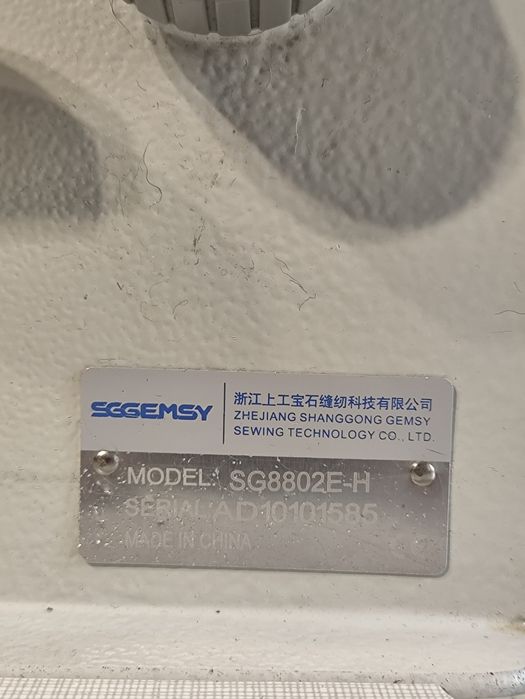 SGGEMSY
浙江上工宝石缝纫科技有限公司
ZHEJIANG SHANGGONG GEMSY
SEWING TECHNOLOGY CO., LTD.
MODEL: SG8802E-H
SERIAL:AD10101585
MADE IN CHINA